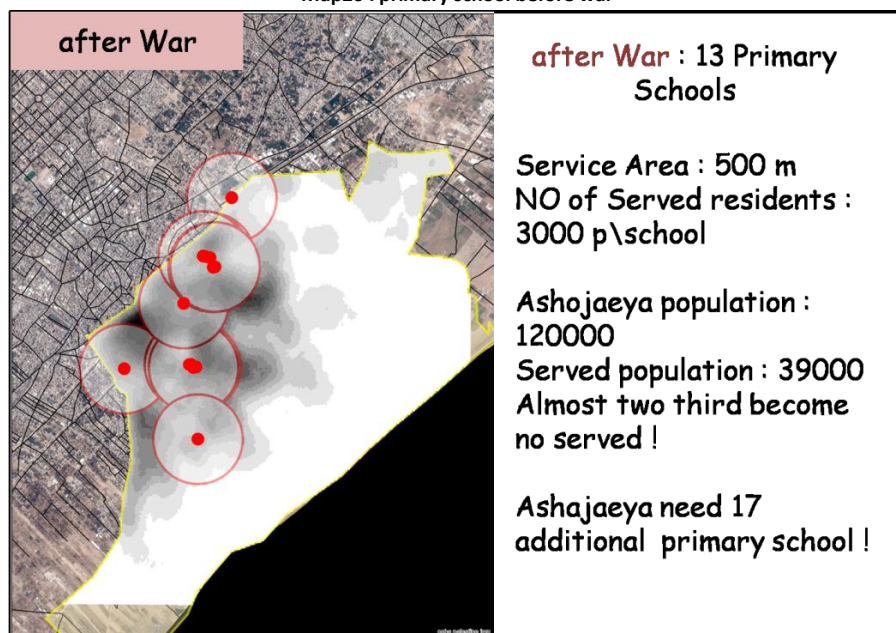 after War
after War : 13 Primary
Schools
Service Area : 500 m
NO of Served residents :
3000 p\school
Ashojaeya population :
120000
Served population : 39000
Almost two third become
no served !
Ashajaeya need 17
additional primary school !